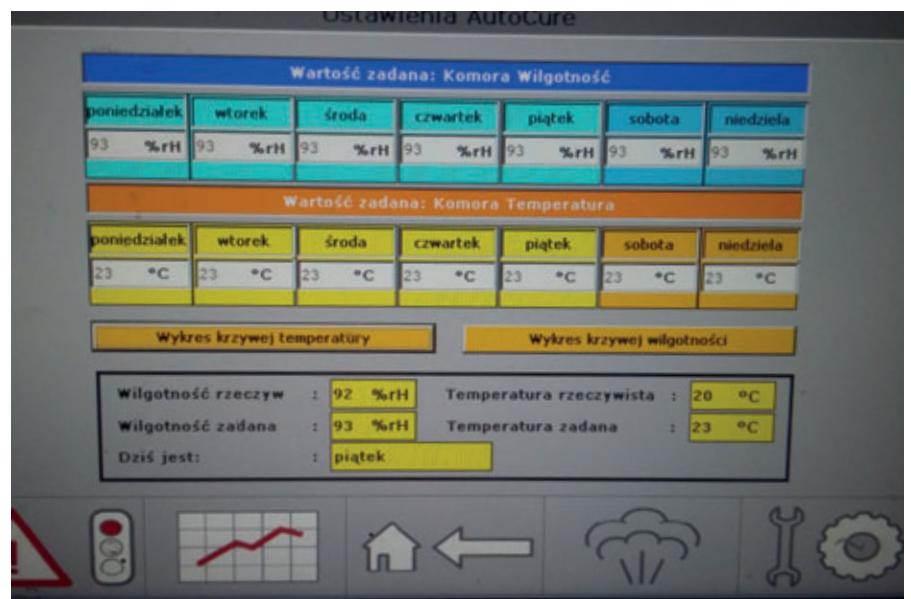 Ustawienia AutoCure
Wartość zadana: Komora Wilgotność
poniedziałek wtorek środa czwartek piątek sobota niedziela
93 %rH 93 %rH 93 %rH 93 %rH 93 %rH 93 %rH 93 %rH
Wartość zadana: Komora Temperatura
poniedziałek wtorek środa czwartek piątek sobota niedziela
23 °C 23 °C 23 °C 23 °C 23 °C 23 °C 23 °C
Wykres krzywej temperatury Wykres krzywej wilgotności
Wilgotność rzeczyw : 92 %rH Temperatura rzeczywista : 20 °C
Wilgotność zadana : 93 %rH Temperatura zadana : 23 °C
Dziś jest: : piątek
!